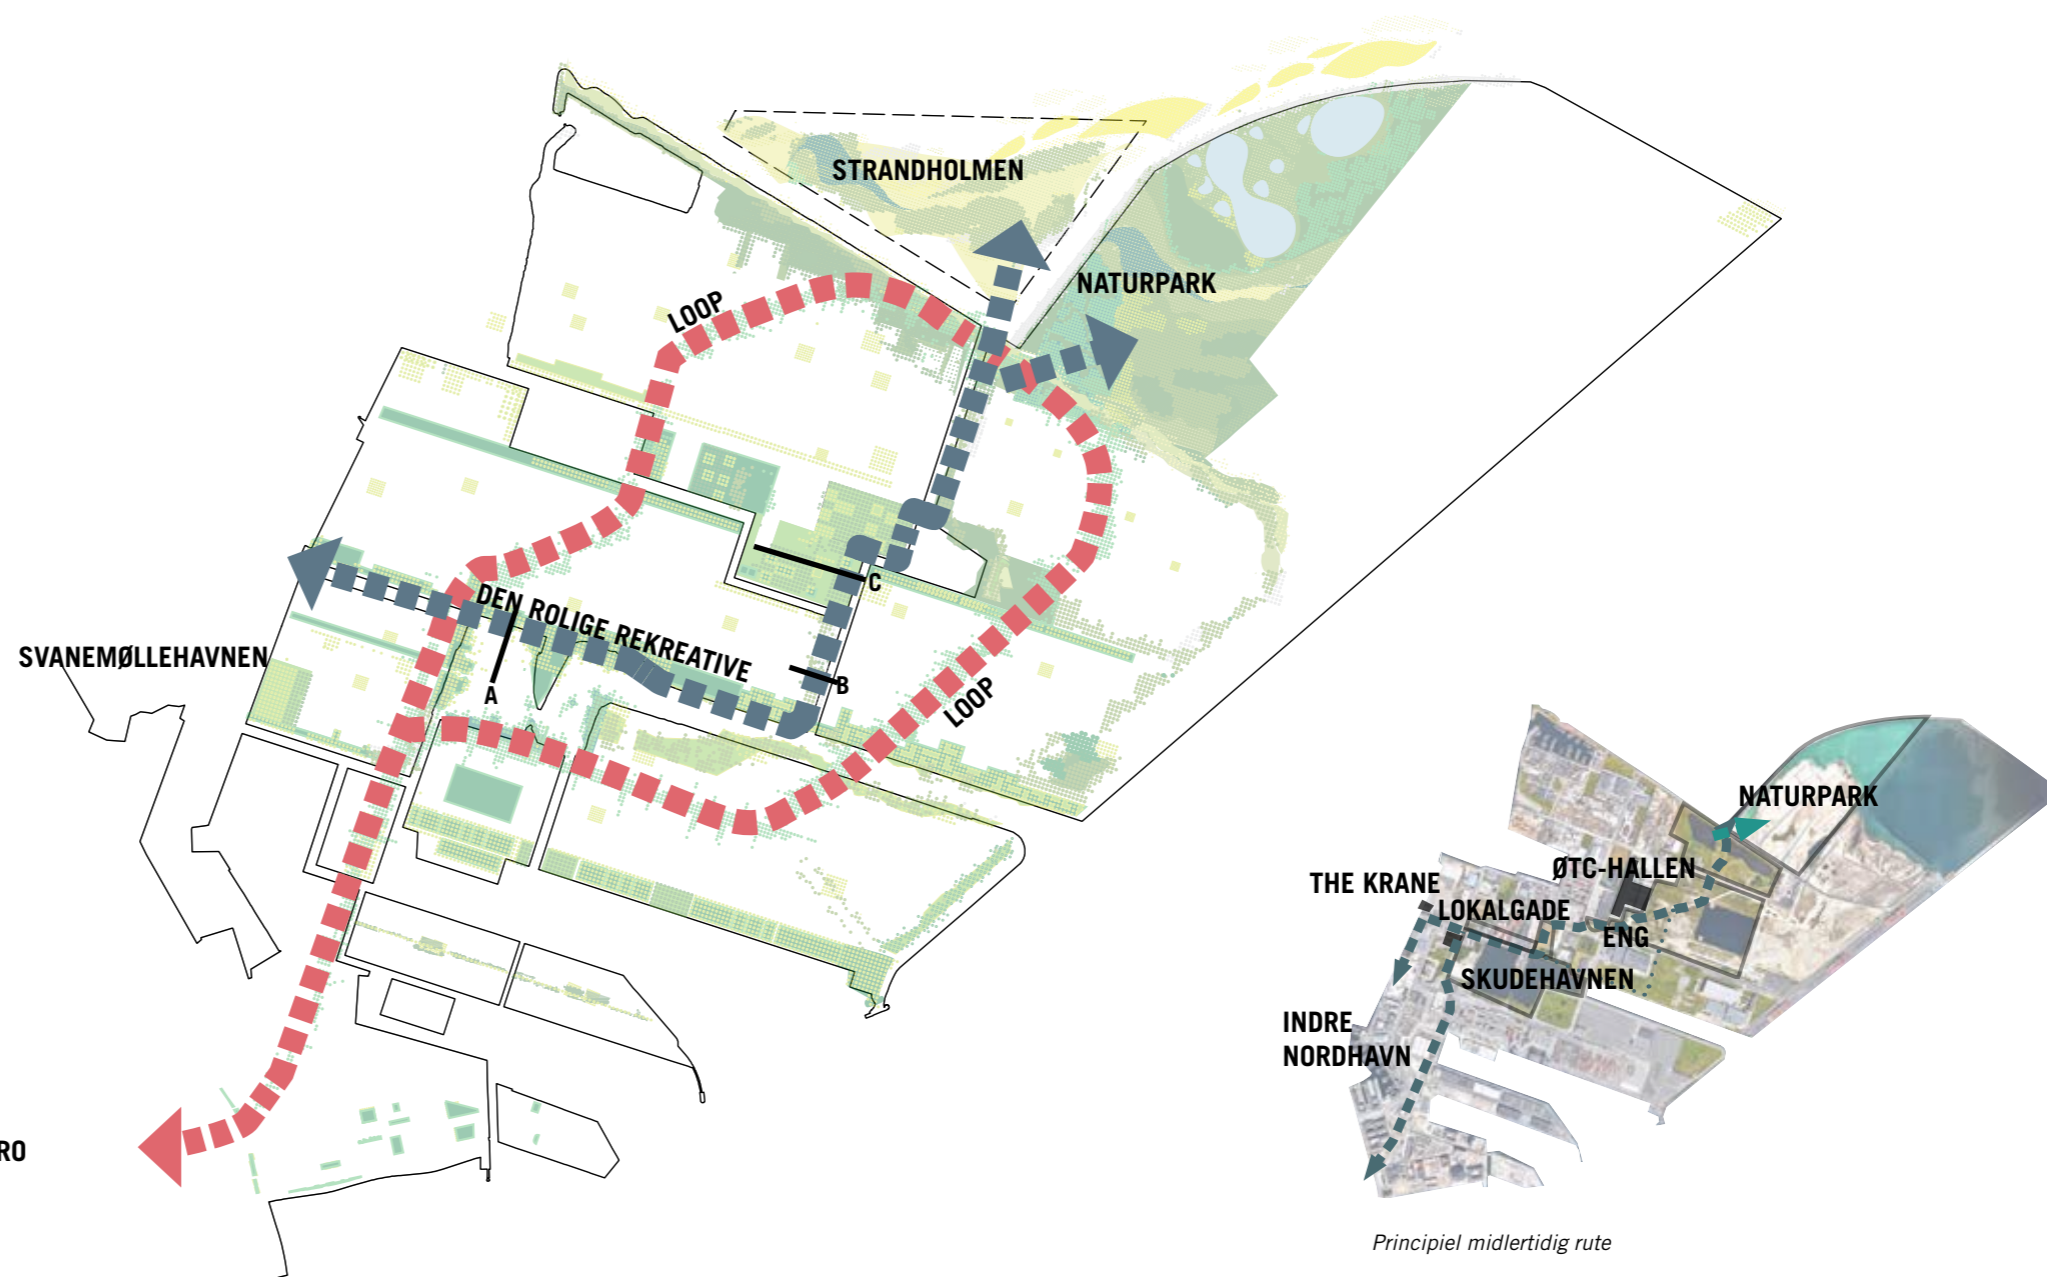 STRANDHOLMEN
NATURPARK
LOOP
C
DEN ROLIGE REKREATIVE
SVANEMØLLEHAVNEN
A
B
LOOP
RO
NATURPARK
ØTC-HALLEN
THE KRANE
LOKALGADE
ENG
SKUDEHAVNEN
INDRE
NORDHAVN
Principiel midlertidig rute